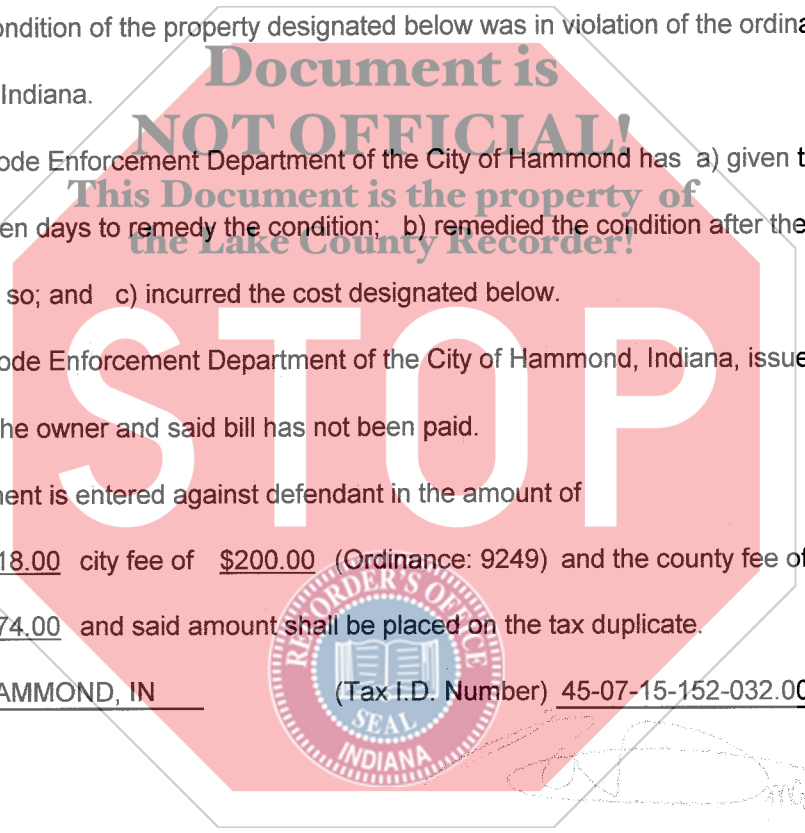 ondition of the property designated below was in violation of the ordina
Document is
Indiana.
NOT OFFICIAL!
ode Enforcement Department of the City of Hammond has a) given t
This Document is the property of
en days to remedy the condition; b) remedied the condition after the
the Lake County Recorder!
so; and c) incurred the cost designated below.
STOP
ode Enforcement Department of the City of Hammond, Indiana, issue
he owner and said bill has not been paid.
nent is entered against defendant in the amount of
18.00 city fee of $200.00 (Ordinance: 9249) and the county fee of
74.00 and said amount shall be placed on the tax duplicate.
RECORDER'S OFFICE
AMMOND, IN (Tax I.D. Number) 45-07-15-152-032.00
SEAL
INDIANA